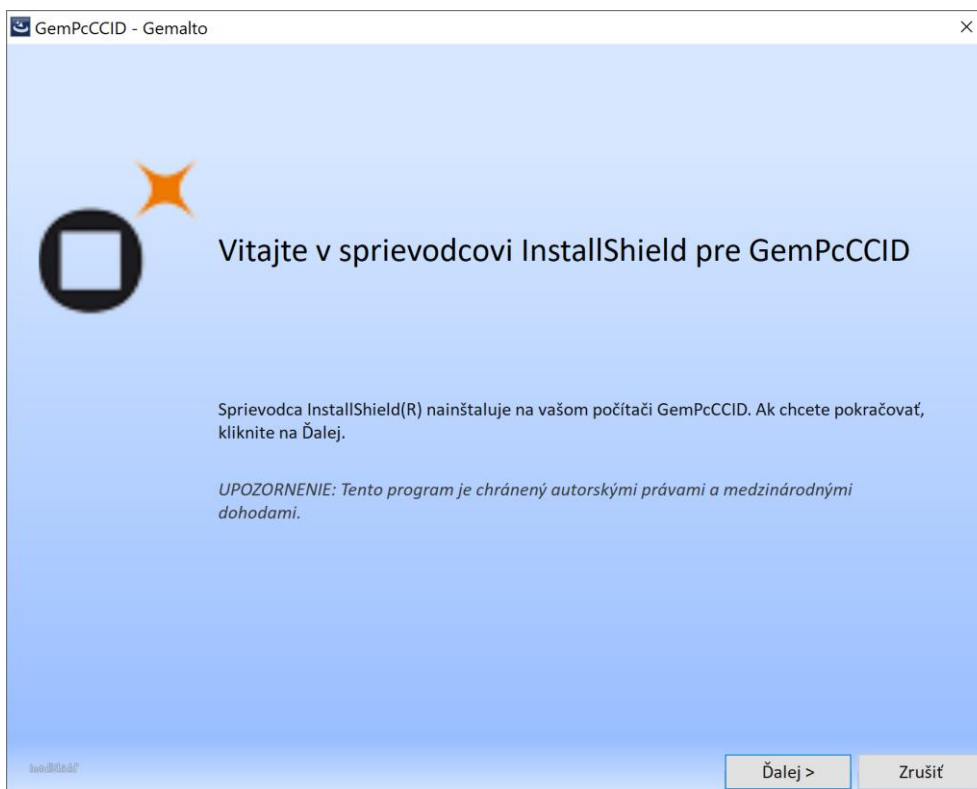 GemPcCCID - Gemalto
Vitajte v sprievodcovi InstallShield pre GemPcCCID
Sprievodca InstallShield(R) nainštaluje na vašom počítači GemPcCCID. Ak chcete pokračovať,
kliknite na Ďalej.
UPOZORNENIE: Tento program je chránený autorskými právami a medzinárodnými
dohodami.
Ďalej >
Zrušiť